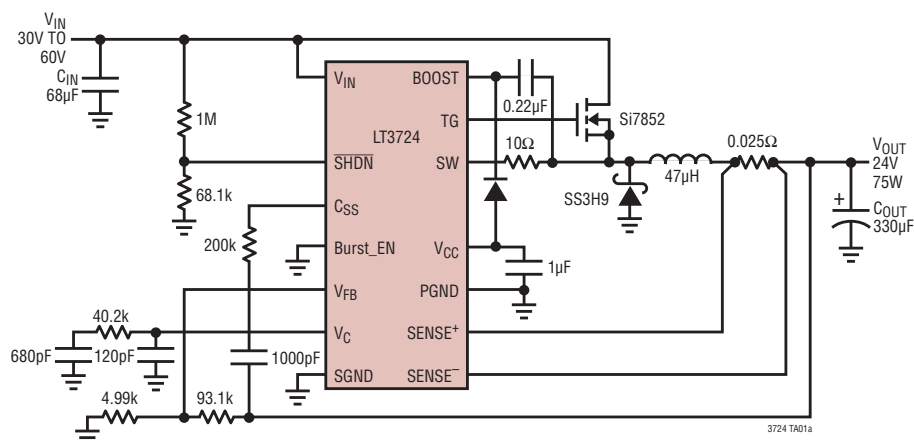 VIN
30V TO
60V
CIN
68µF
1M
68.1k
200k
40.2k
680pF
120pF
4.99k
93.1k
1000pF
VIN
SHDN
CSS
Burst_EN
VFB
VC
SGND
LT3724
BOOST
TG
SW
VCC
PGND
SENSE+
SENSE–
0.22µF
10Ω
1µF
Si7852
SS3H9
47µH
0.025Ω
VOUT
24V
75W
+
COUT
330µF
3724 TA01a